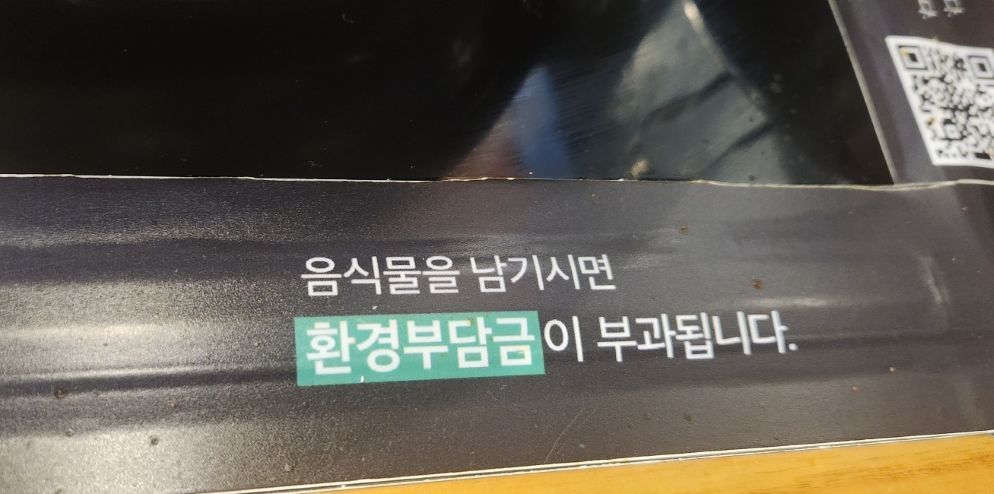 음식물을 남기시면
환경부담금이 부과됩니다.